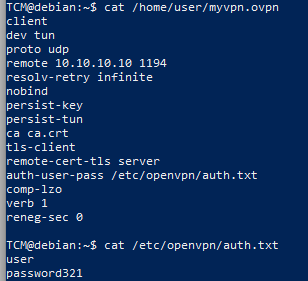 TCM@debian:~$ cat /home/user/myvpn.ovpn
client
dev tun
proto udp
remote 10.10.10.10 1194
resolv-retry infinite
nobind
persist-key
persist-tun
ca ca.crt
tls-client
remote-cert-tls server
auth-user-pass /etc/openvpn/auth.txt
comp-lzo
verb 1
reneg-sec 0
TCM@debian:~$ cat /etc/openvpn/auth.txt
user
password321